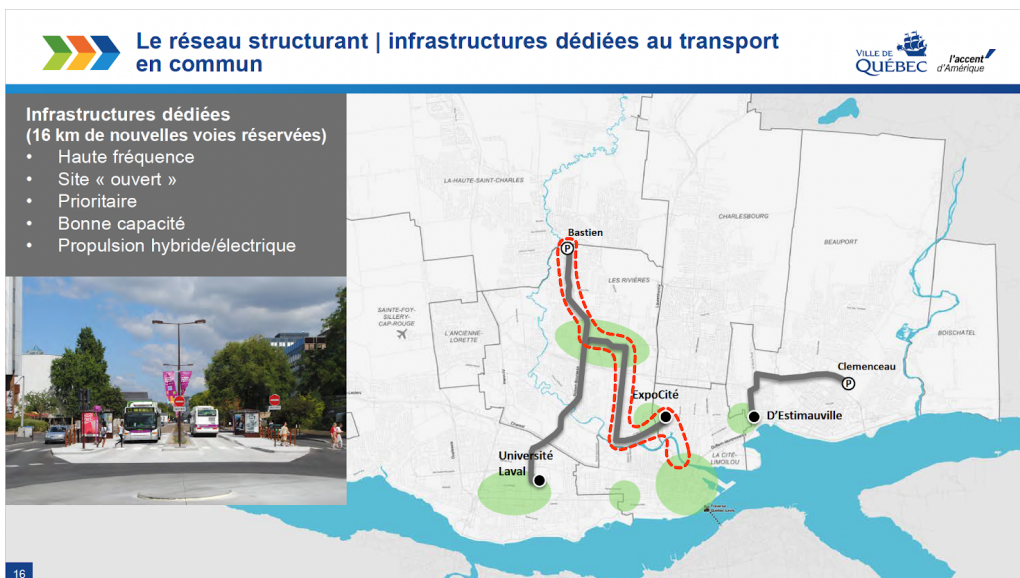 Le réseau structurant | infrastructures dédiées au transport
en commun
VILLE DE
QUÉBEC
l'accent
d'Amérique
Infrastructures dédiées
(16 km de nouvelles voies réservées)
• Haute fréquence
• Site « ouvert »
• Prioritaire
• Bonne capacité
• Propulsion hybride/électrique
LA-HAUTE-SAINT-CHARLES
CHARLESBOURG
BEAUPORT
Bastien
P
LES RIVIÈRES
SAINTE-FOY-
SILLERY-
CAP-ROUGE
L'ANCIENNE-
LORETTE
BOISCHATEL
Clemenceau
P
ExpoCité
D'Estimauville
Université
Laval
LA CITÉ-
LIMOILOU
16